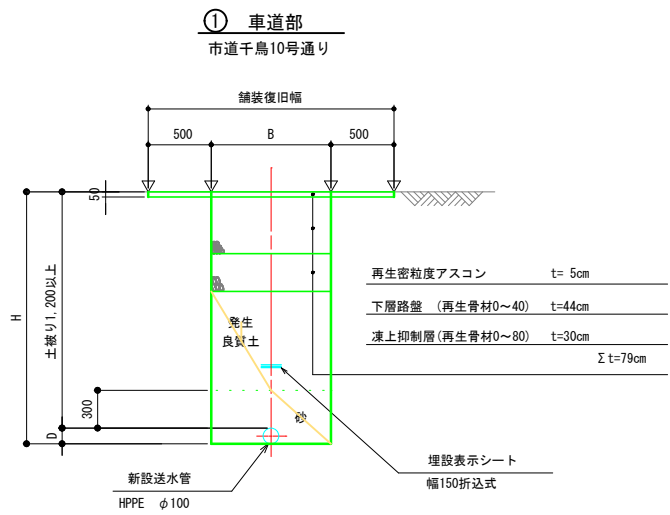 ① 車道部
市道千鳥10号通り
舗装復旧幅
500 B 500
50
再生密粒度アスコン t= 5cm
下層路盤 (再生骨材0～40) t=44cm
凍上抑制層(再生骨材0～80) t=30cm
Σt=79cm
H
土被り1,200以上
発生
良質土
300
砂
D
新設送水管
HPPE φ100
埋設表示シート
幅150折込式